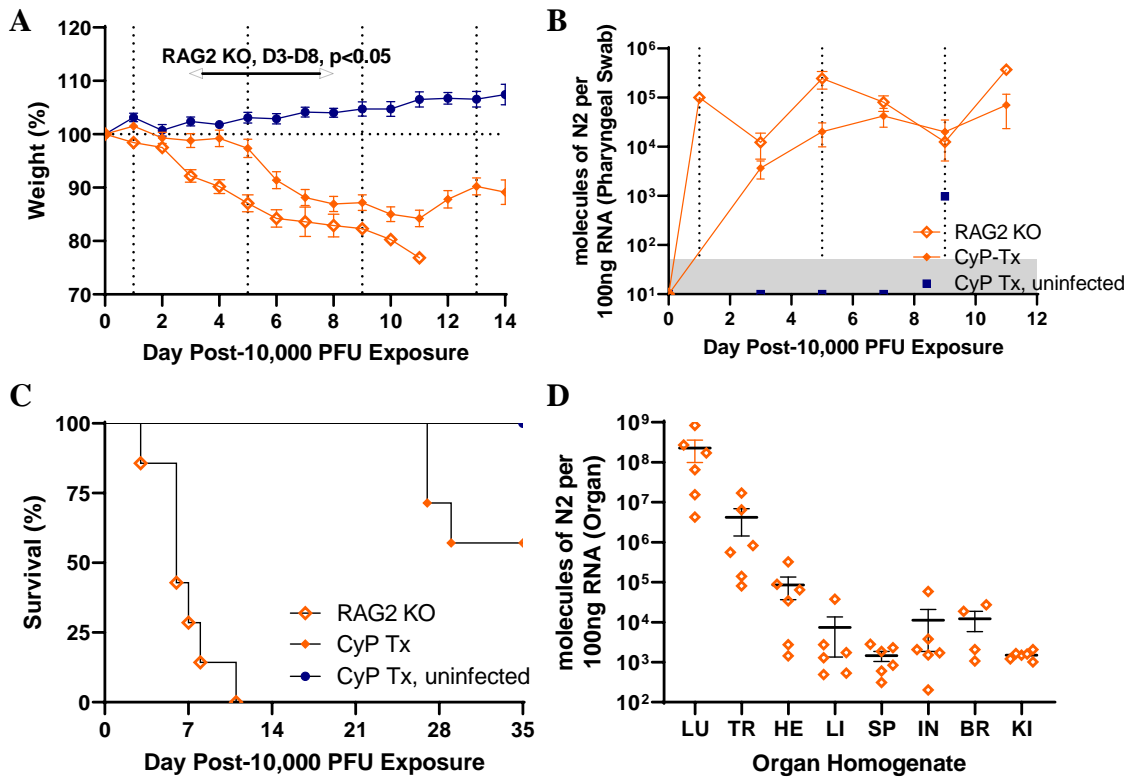 A
Weight (%)
120
110
100
90
80
70
RAG2 KO, D3-D8, p<0.05
0 2 4 6 8 10 12 14
Day Post-10,000 PFU Exposure
B
molecules of N2 per
100ng RNA (Pharyngeal Swab)
10⁶
10⁵
10⁴
10³
10²
10¹
RAG2 KO
CyP-Tx
CyP Tx, uninfected
0 2 4 6 8 10 12
Day Post-10,000 PFU Exposure
C
Survival (%)
100
75
50
25
0
RAG2 KO
CyP Tx
CyP Tx, uninfected
0 7 14 21 28 35
Day Post-10,000 PFU Exposure
D
molecules of N2 per
100ng RNA (Organ)
10⁹
10⁸
10⁷
10⁶
10⁵
10⁴
10³
10²
LU TR HE LI SP IN BR KI
Organ Homogenate